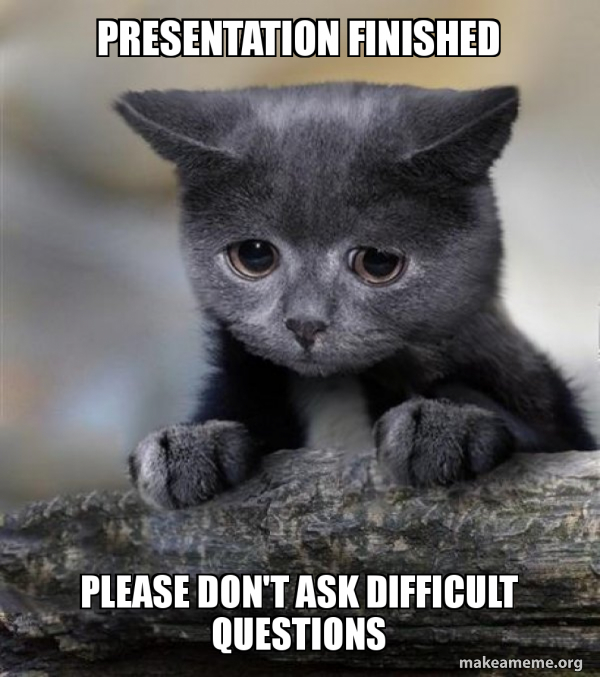 PRESENTATION FINISHED
PLEASE DON'T ASK DIFFICULT
QUESTIONS
makeameme.org